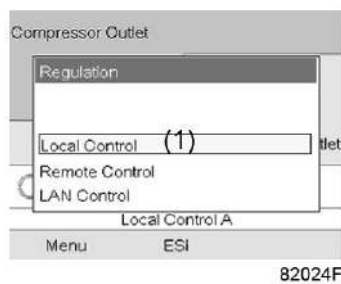 Compressor Outlet
Regulation
Local Control (1)
tlet
Remote Control
LAN Control
Local Control A
Menu ESI
82024F